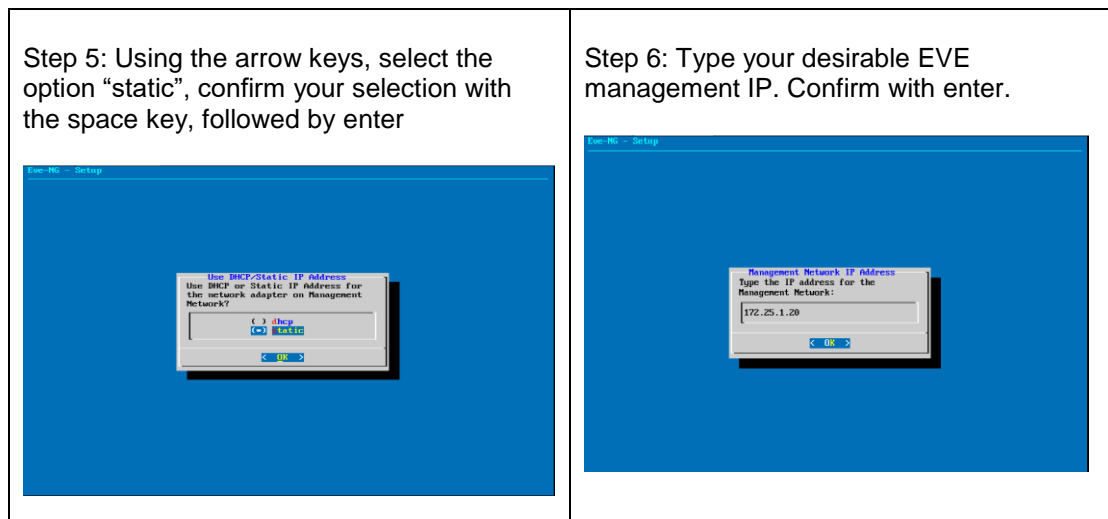 Step 5: Using the arrow keys, select the
option “static”, confirm your selection with
the space key, followed by enter
Eve-NG - Setup
Use DHCP/Static IP Address
Use DHCP or Static IP Address for
the network adapter on Management
Network?
( ) dhcp
(*) static
< OK >
Step 6: Type your desirable EVE
management IP. Confirm with enter.
Eve-NG - Setup
Management Network IP Address
Type the IP address for the
Management Network:
172.25.1.20
< OK >